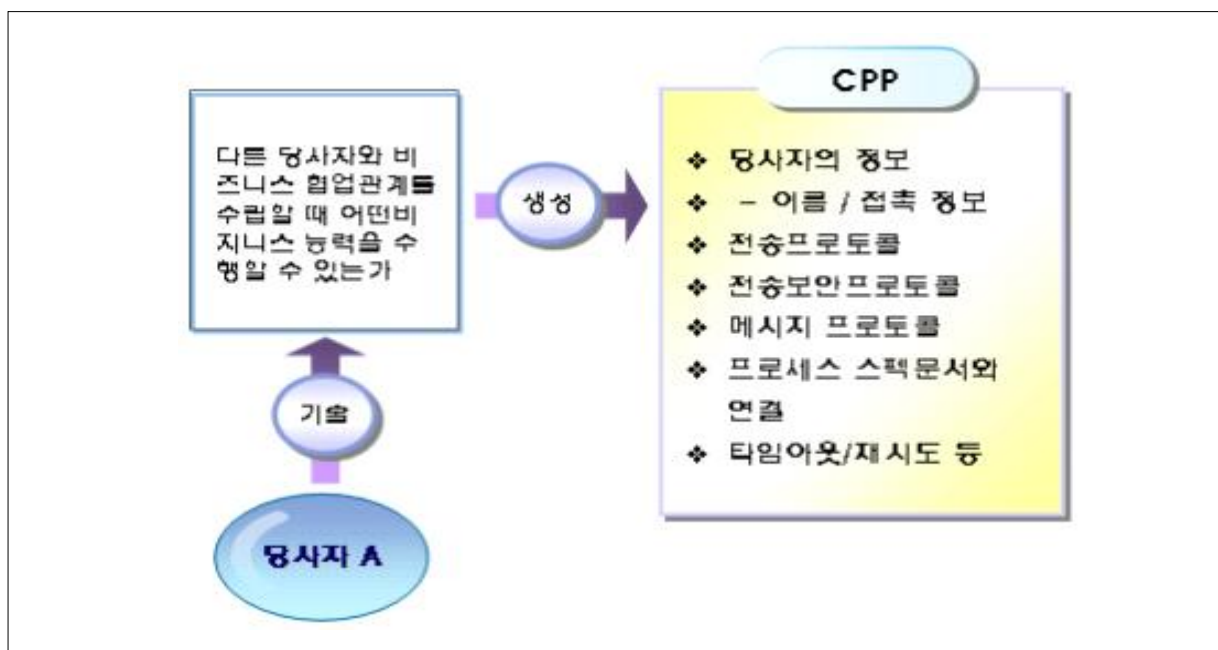 다른 당사자와 비
즈니스 협업관계를
수립할 때 어떤비
지니스 능력을 수
행할 수 있는가
생성
기술
당사자 A
CPP
❖ 당사자의 정보
❖ – 이름 / 접촉 정보
❖ 전송프로토콜
❖ 전송보안프로토콜
❖ 메시지 프로토콜
❖ 프로세스 스펙문서와
연결
❖ 타임아웃/재시도 등